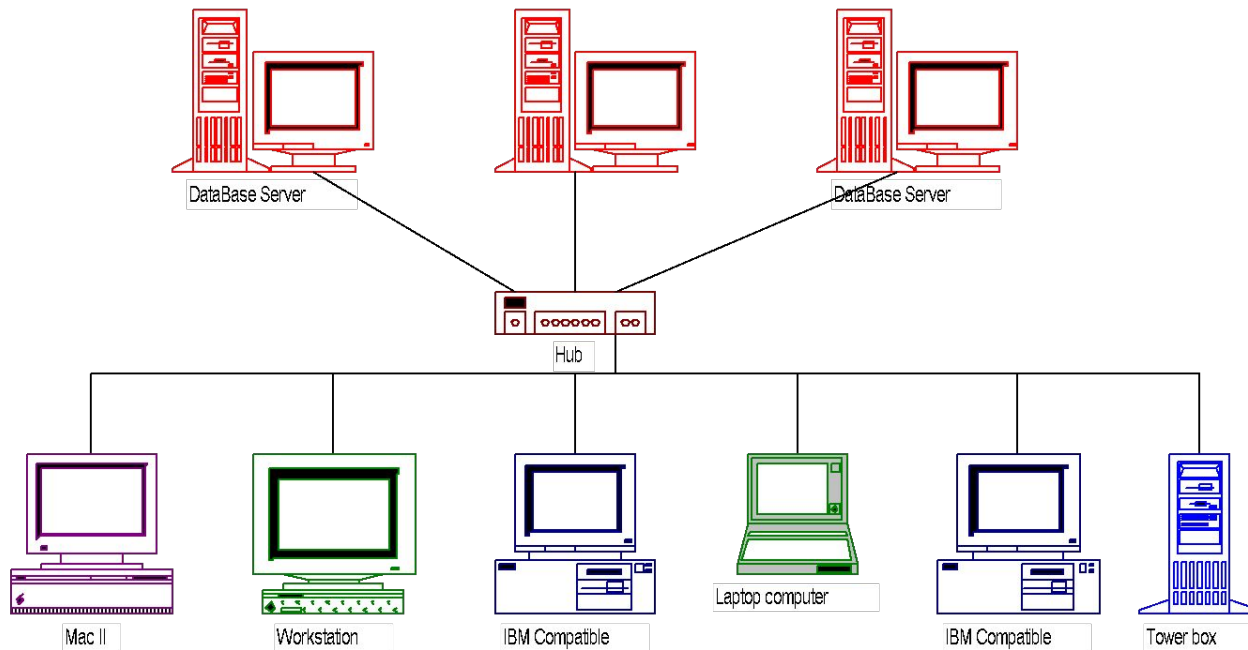 DataBase Server
DataBase Server
Hub
Mac II
Workstation
IBM Compatible
Laptop computer
IBM Compatible
Tower box